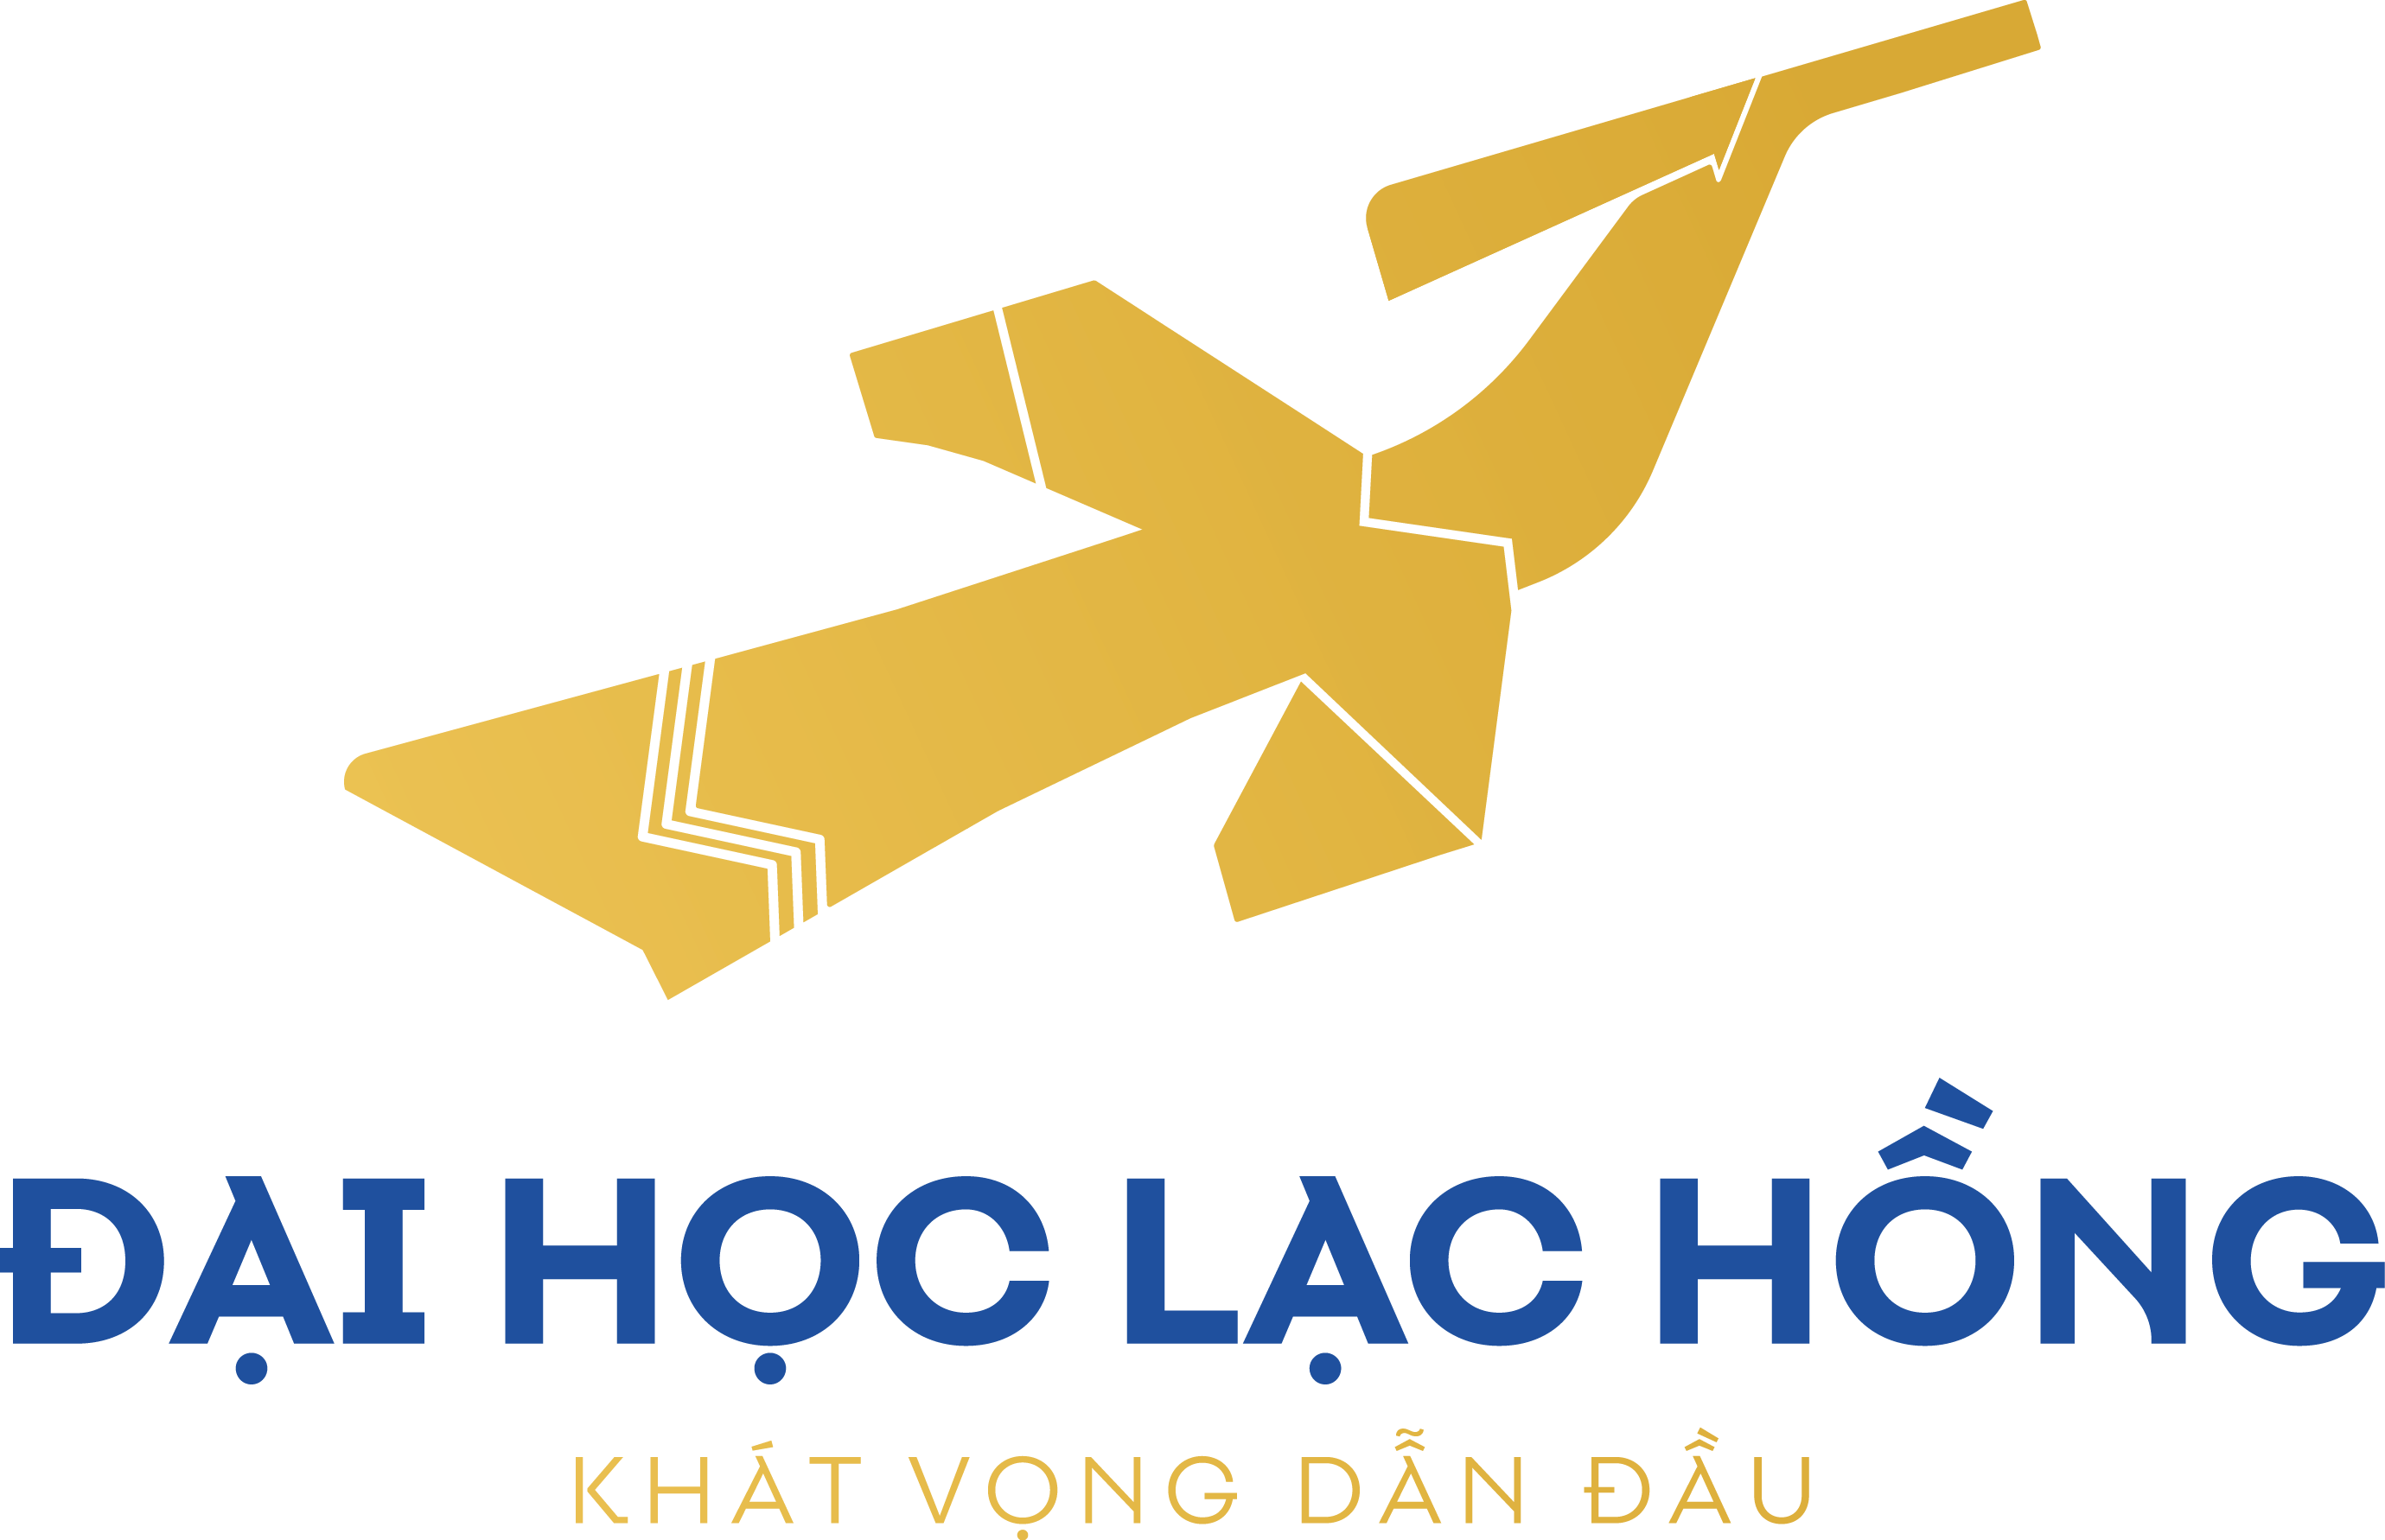 ĐẠI HỌC LẠC HỒNG
KHÁT VỌNG DẪN ĐẦU